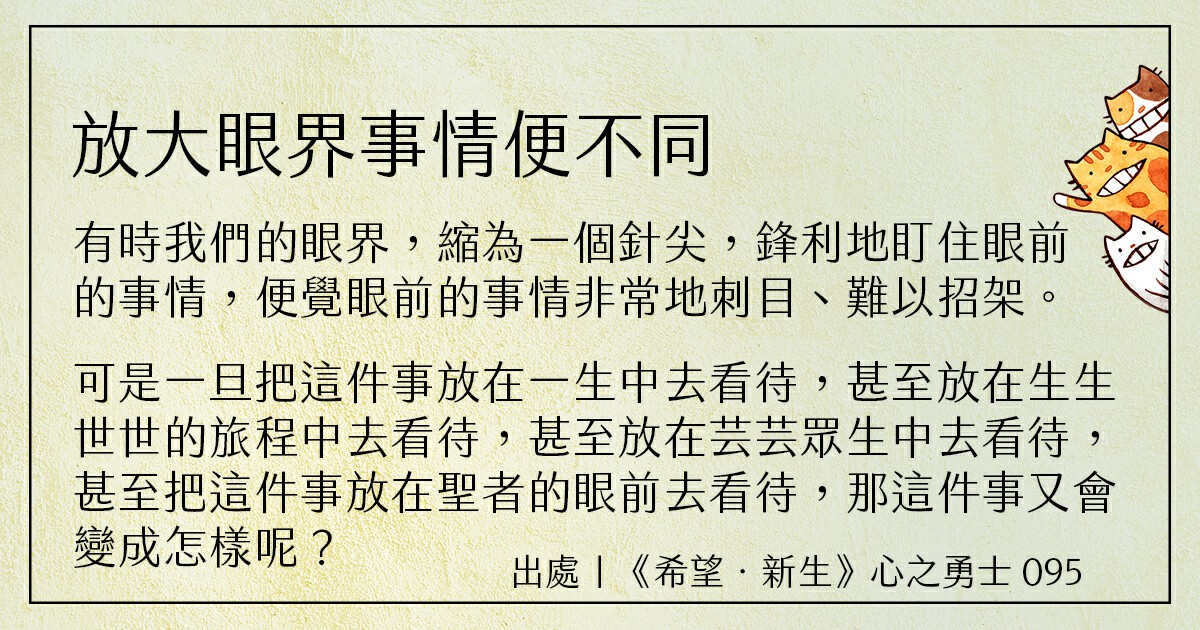 放大眼界事情便不同
有時我們的眼界，縮為一個針尖，鋒利地盯住眼前
的事情，便覺眼前的事情非常地刺目、難以招架。
可是一旦把這件事放在一生中去看待，甚至放在生生
世世的旅程中去看待，甚至放在芸芸眾生中去看待，
甚至把這件事放在聖者的眼前去看待，那這件事又會
變成怎樣呢？
出處｜《希望．新生》心之勇士 095